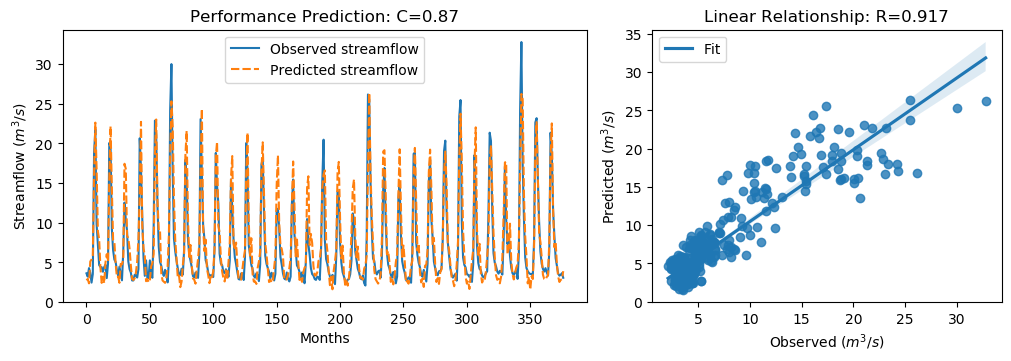 Performance Prediction: C=0.87
Observed streamflow
Predicted streamflow
Streamflow (m³/s)
30
25
20
15
10
5
0
0 50 100 150 200 250 300 350
Months
Linear Relationship: R=0.917
Fit
Predicted (m³/s)
35
30
25
20
15
10
5
0
5 10 15 20 25 30
Observed (m³/s)